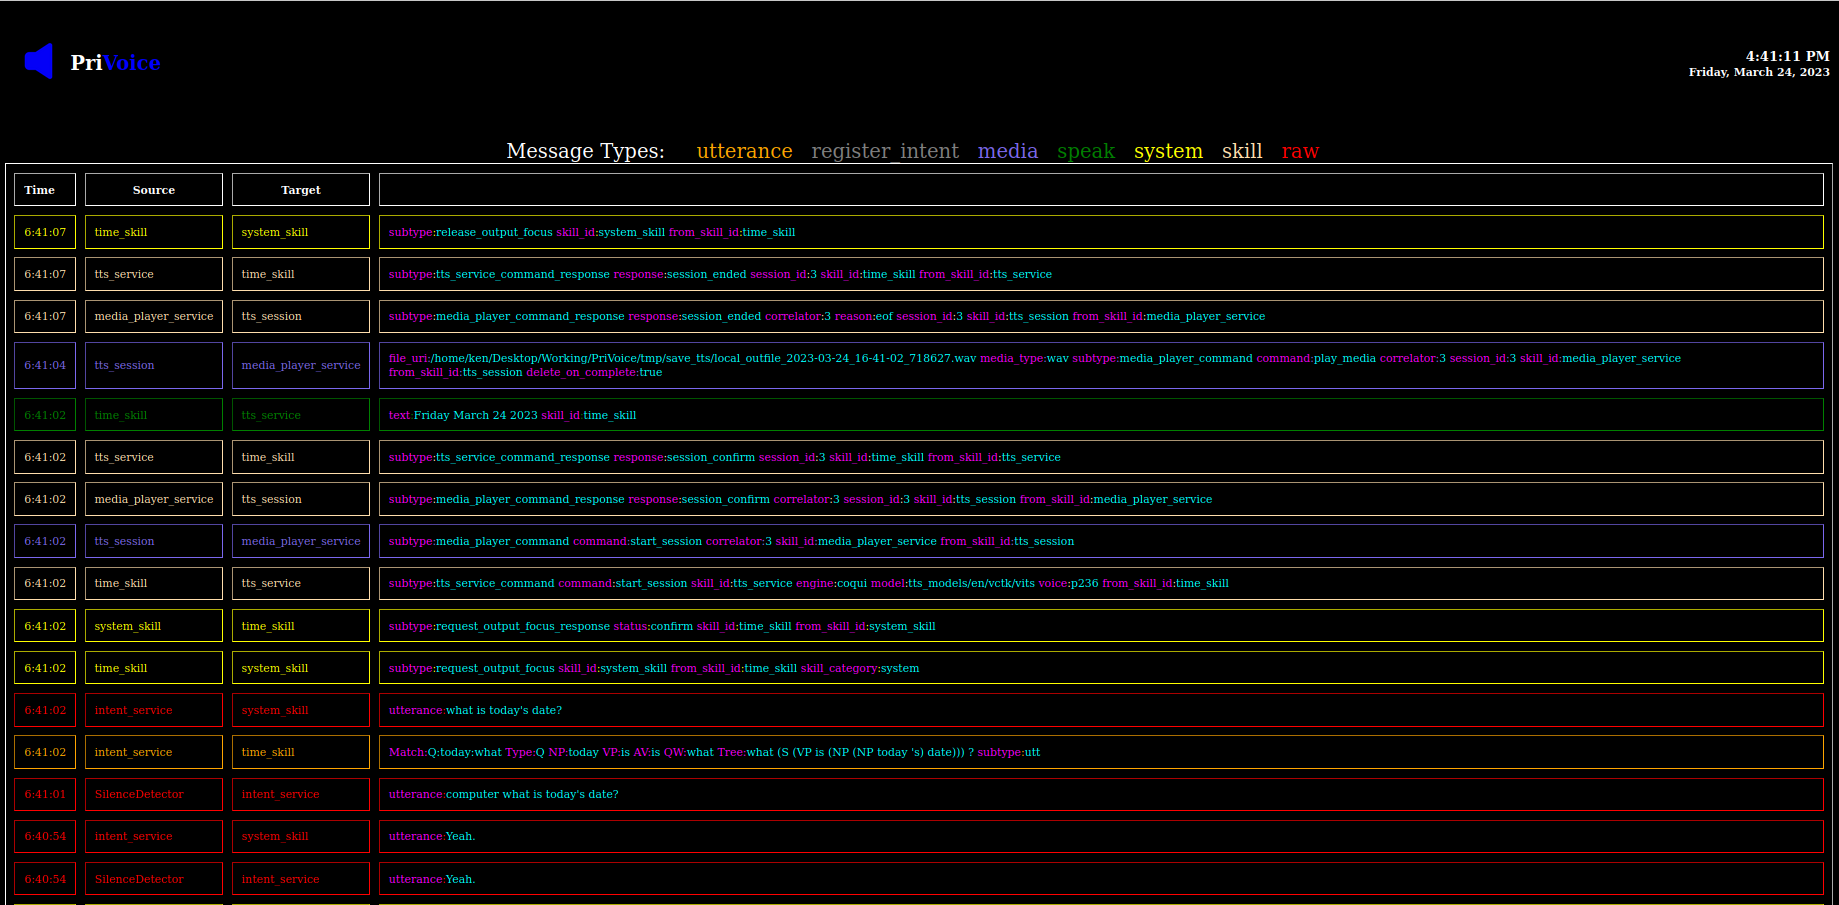 PriVoice
4:41:11 PM
Friday, March 24, 2023
Message Types: utterance register_intent media speak system skill raw
Time Source Target
6:41:07 time_skill system_skill subtype:release_output_focus skill_id:system_skill from_skill_id:time_skill
6:41:07 tts_service time_skill subtype:tts_service_command_response response:session_ended session_id:3 skill_id:time_skill from_skill_id:tts_service
6:41:07 media_player_service tts_session subtype:media_player_command_response response:session_ended correlator:3 reason:eof session_id:3 skill_id:tts_session from_skill_id:media_player_service
6:41:04 tts_session media_player_service file_uri:/home/ken/Desktop/Working/PriVoice/tmp/save_tts/local_outfile_2023-03-24_16-41-02_718627.wav media_type:wav subtype:media_player_command command:play_media correlator:3 session_id:3 skill_id:media_player_service
from_skill_id:tts_session delete_on_complete:true
6:41:02 time_skill tts_service text:Friday March 24 2023 skill_id:time_skill
6:41:02 tts_service time_skill subtype:tts_service_command_response response:session_confirm session_id:3 skill_id:time_skill from_skill_id:tts_service
6:41:02 media_player_service tts_session subtype:media_player_command_response response:session_confirm correlator:3 session_id:3 skill_id:tts_session from_skill_id:media_player_service
6:41:02 tts_session media_player_service subtype:media_player_command command:start_session correlator:3 skill_id:media_player_service from_skill_id:tts_session
6:41:02 time_skill tts_service subtype:tts_service_command command:start_session skill_id:tts_service engine:coqui model:tts_models/en/vctk/vits voice:p236 from_skill_id:time_skill
6:41:02 system_skill time_skill subtype:request_output_focus_response status:confirm skill_id:time_skill from_skill_id:system_skill
6:41:02 time_skill system_skill subtype:request_output_focus skill_id:system_skill from_skill_id:time_skill skill_category:system
6:41:02 intent_service system_skill utterance:what is today's date?
6:41:02 intent_service time_skill Match:Q:today:what Type:Q NP:today VP:is AV:is QW:what Tree:what (S (VP is (NP (NP today 's) date))) ? subtype:utt
6:41:01 SilenceDetector intent_service utterance:computer what is today's date?
6:40:54 intent_service system_skill utterance:Yeah.
6:40:54 SilenceDetector intent_service utterance:Yeah.